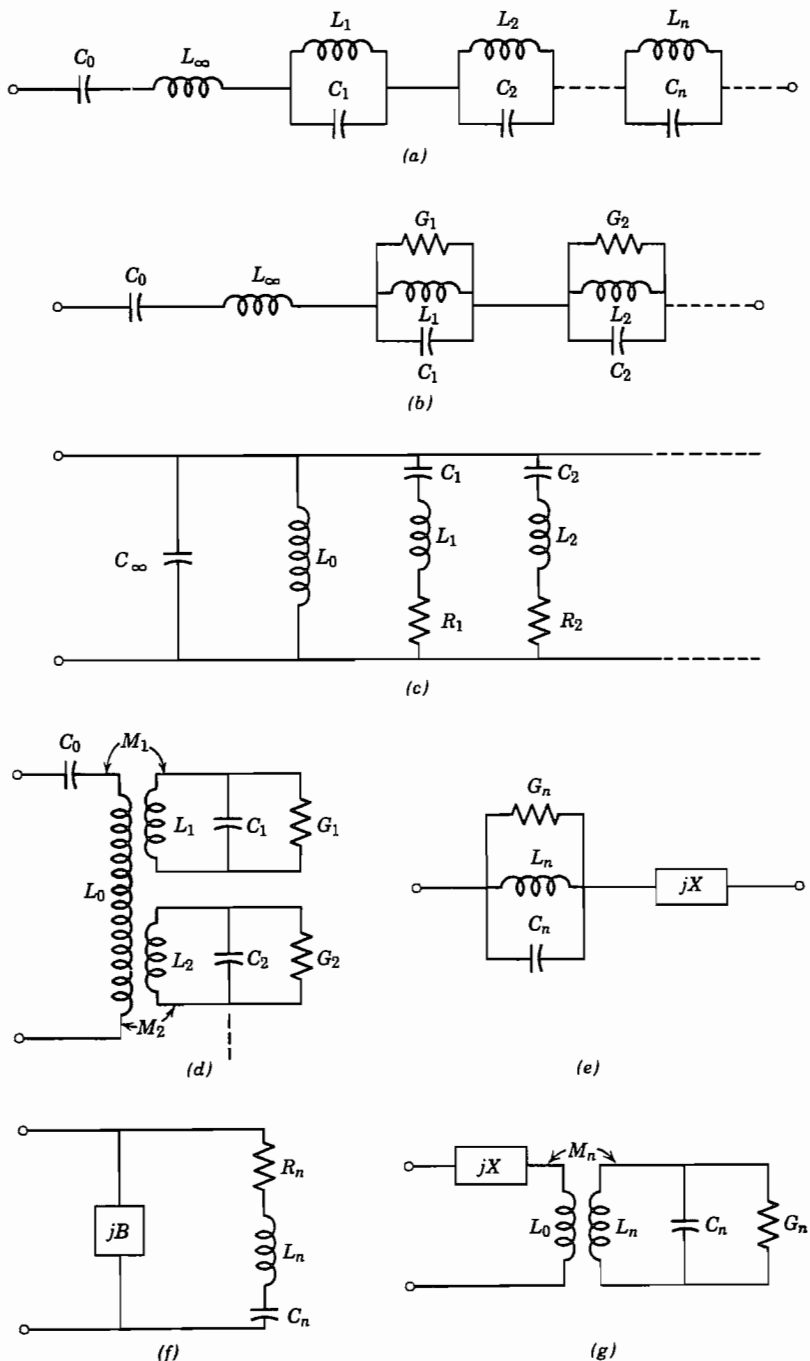 L₁ L₂ Lₙ
C₀ L∞
C₁ C₂ Cₙ
(a)
G₁ G₂
C₀ L∞
L₁ L₂
C₁ C₂
(b)
C₁ C₂
C∞ L₀ L₁ L₂
R₁ R₂
(c)
C₀ M₁
L₁ C₁ G₁
L₀
L₂ C₂ G₂
M₂
(d)
Gₙ
Lₙ
jX
Cₙ
(e)
Rₙ
jB
Lₙ
Cₙ
(f)
jX Mₙ
L₀ Lₙ Cₙ Gₙ
(g)